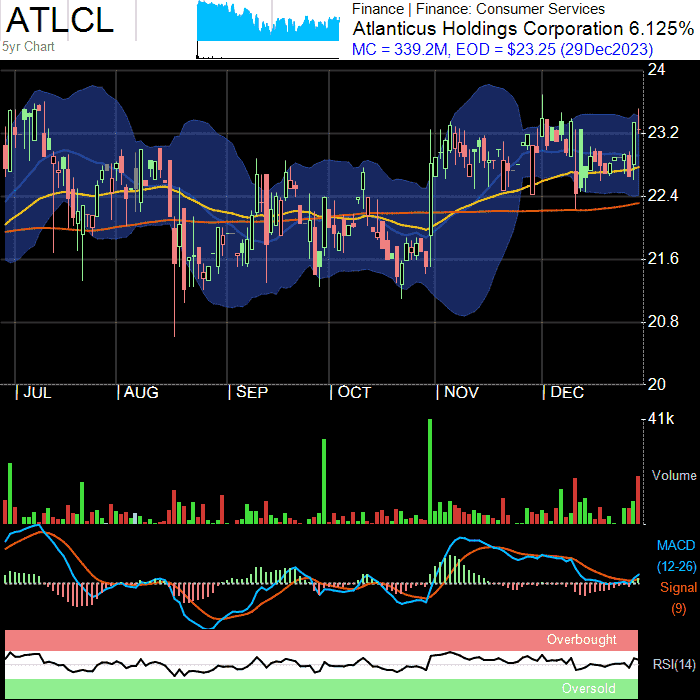 ATLCL
5yr Chart
Finance | Finance: Consumer Services
Atlanticus Holdings Corporation 6.125%
MC = 339.2M, EOD = $23.25 (29Dec2023)
24
23.2
22.4
21.6
20.8
20
| JUL | AUG | SEP | OCT | NOV | DEC
41k
Volume
MACD
(12-26)
Signal
(9)
Overbought
RSI(14)
Oversold